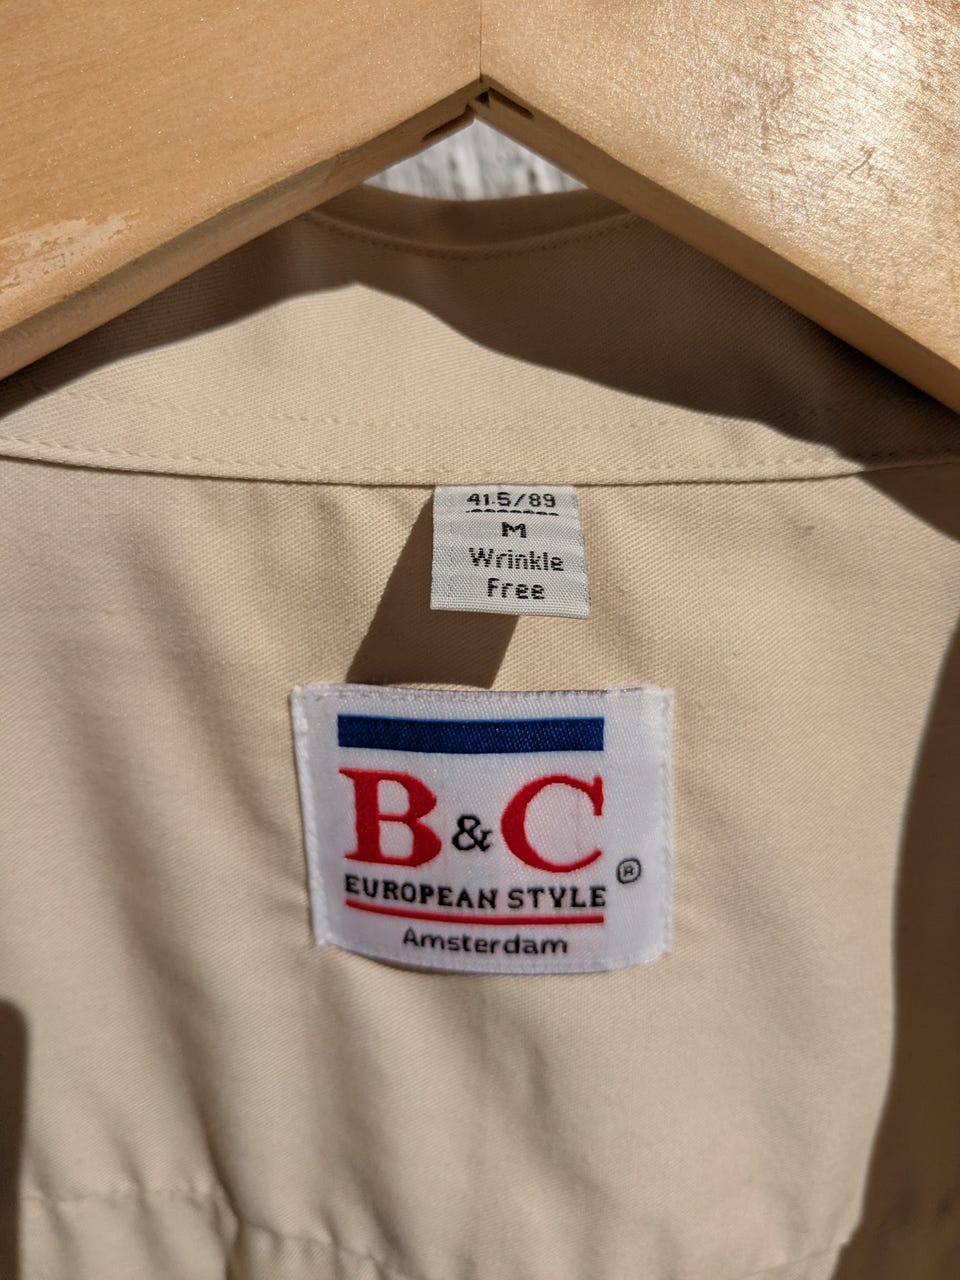 41.5/89
M
Wrinkle
Free
B&C
EUROPEAN STYLE
®
Amsterdam